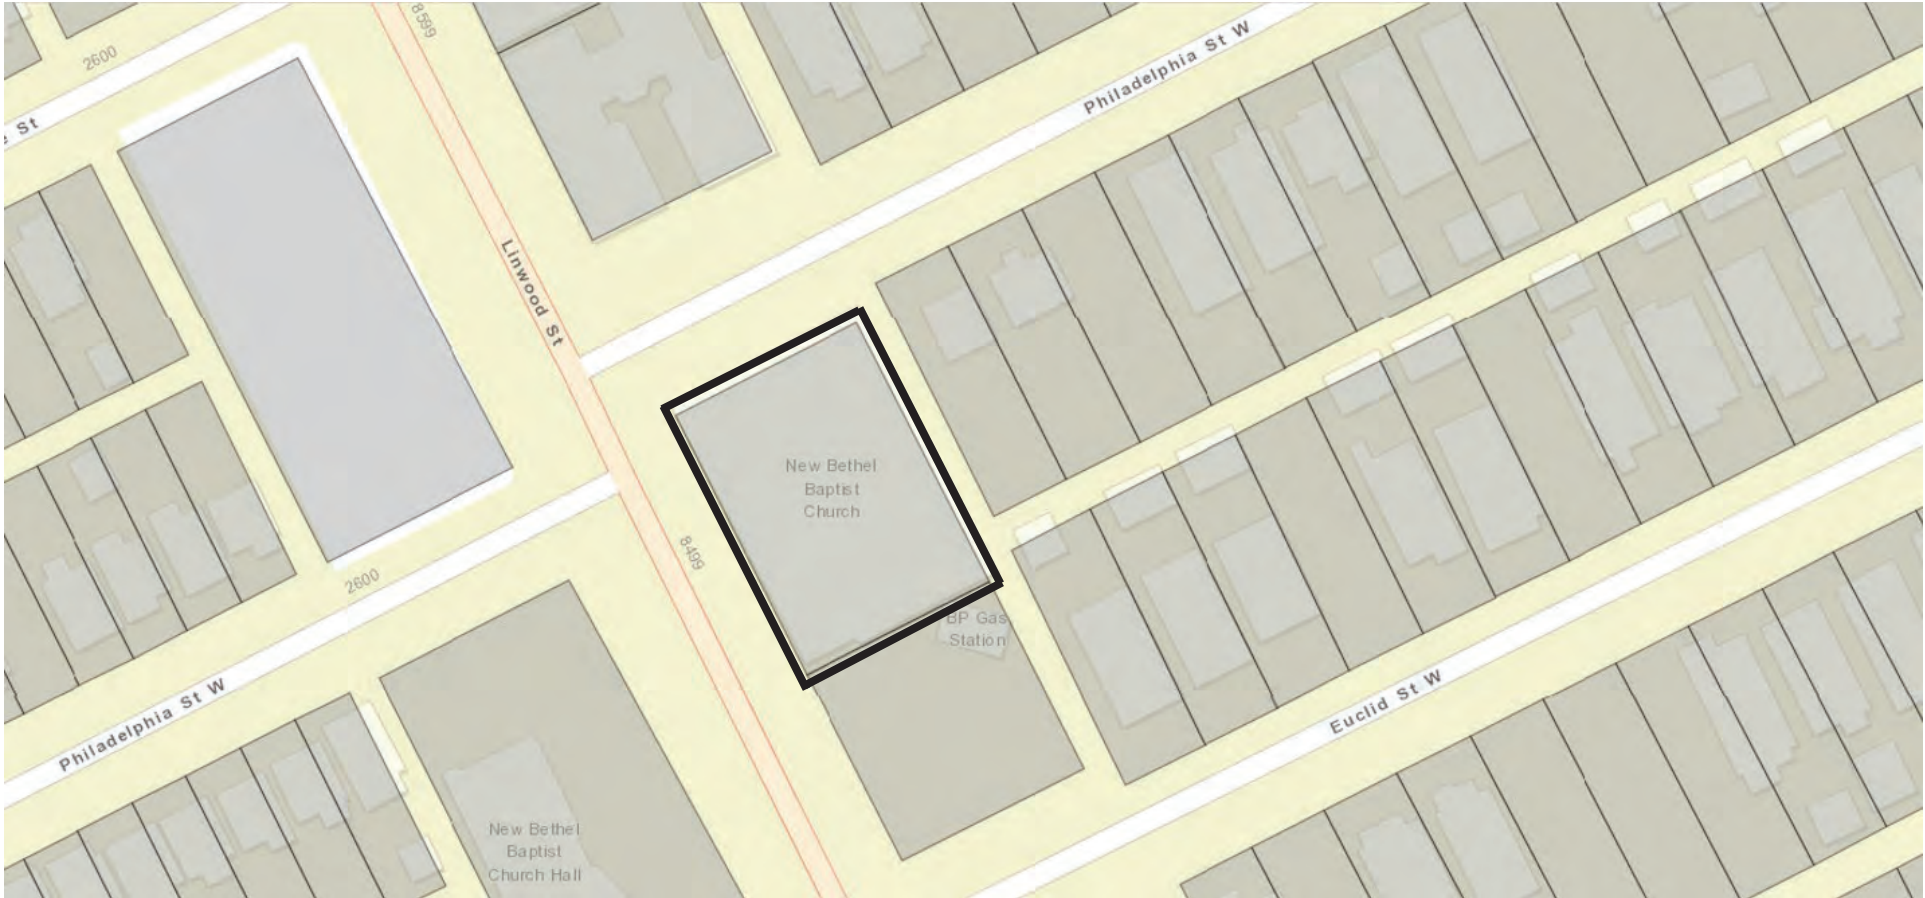 8599
2600
e St
Philadelphia St W
Linwood St
New Bethel
Baptist
Church
8499
2600
BP Gas
Station
Philadelphia St W
Euclid St W
New Bethel
Baptist
Church Hall